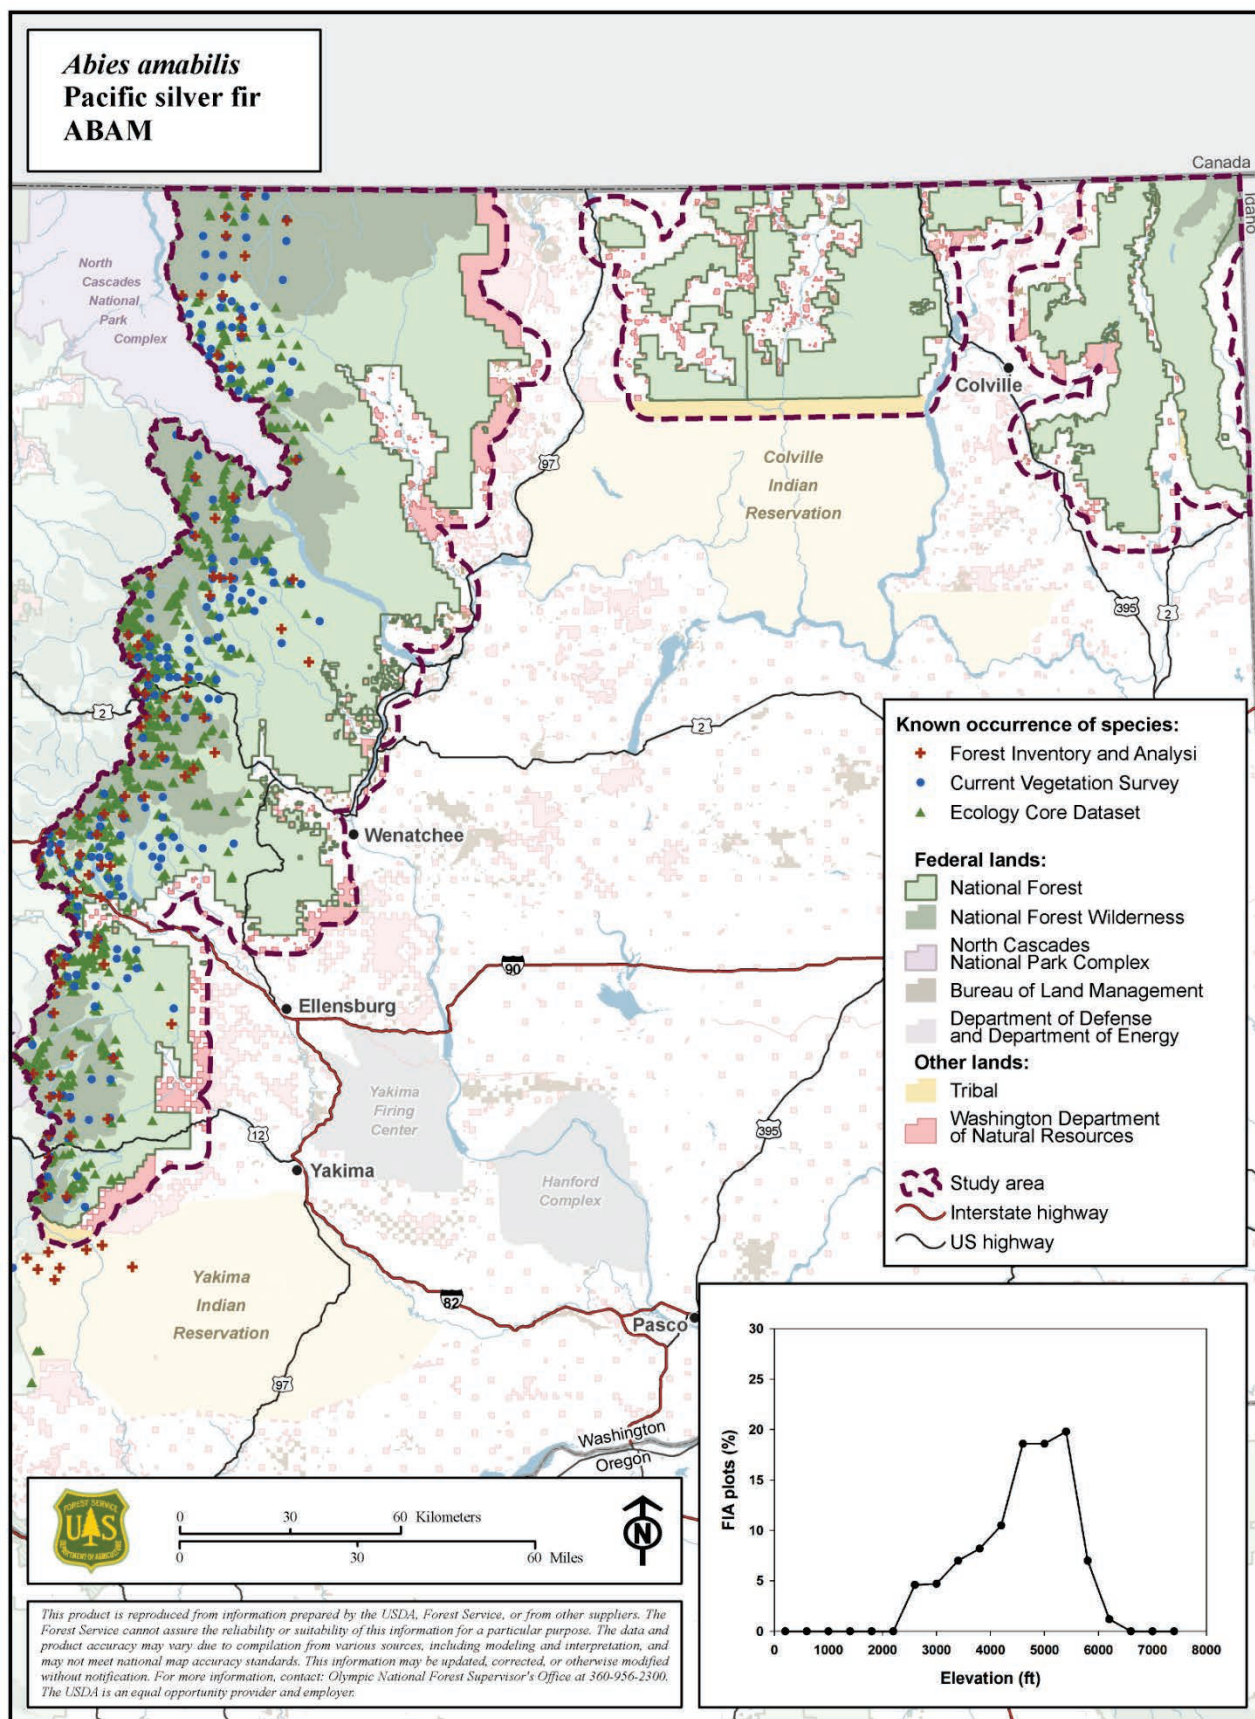 Abies amabilis
Pacific silver fir
ABAM
Canada
Idaho
North
Cascades
National
Park
Complex
Colville
97
Colville
Indian
Reservation
395
2
2
2
Known occurrence of species:
Forest Inventory and Analysi
Current Vegetation Survey
Ecology Core Dataset
Federal lands:
National Forest
National Forest Wilderness
North Cascades
National Park Complex
Bureau of Land Management
Department of Defense
and Department of Energy
Other lands:
Tribal
Washington Department
of Natural Resources
Study area
Interstate highway
US highway
Wenatchee
90
Ellensburg
Yakima
Firing
Center
395
12
Yakima
Hanford
Complex
Yakima
Indian
Reservation
82
Pasco
97
Washington
Oregon
FOREST SERVICE
U S
DEPARTMENT OF AGRICULTURE
0 30 60 Kilometers
0 30 60 Miles
N
This product is reproduced from information prepared by the USDA, Forest Service, or from other suppliers. The
Forest Service cannot assure the reliability or suitability of this information for a particular purpose. The data and
product accuracy may vary due to compilation from various sources, including modeling and interpretation, and
may not meet national map accuracy standards. This information may be updated, corrected, or otherwise modified
without notification. For more information, contact: Olympic National Forest Supervisor's Office at 360-956-2300.
The USDA is an equal opportunity provider and employer.
FIA plots (%)
30
25
20
15
10
5
0
0 1000 2000 3000 4000 5000 6000 7000 8000
Elevation (ft)